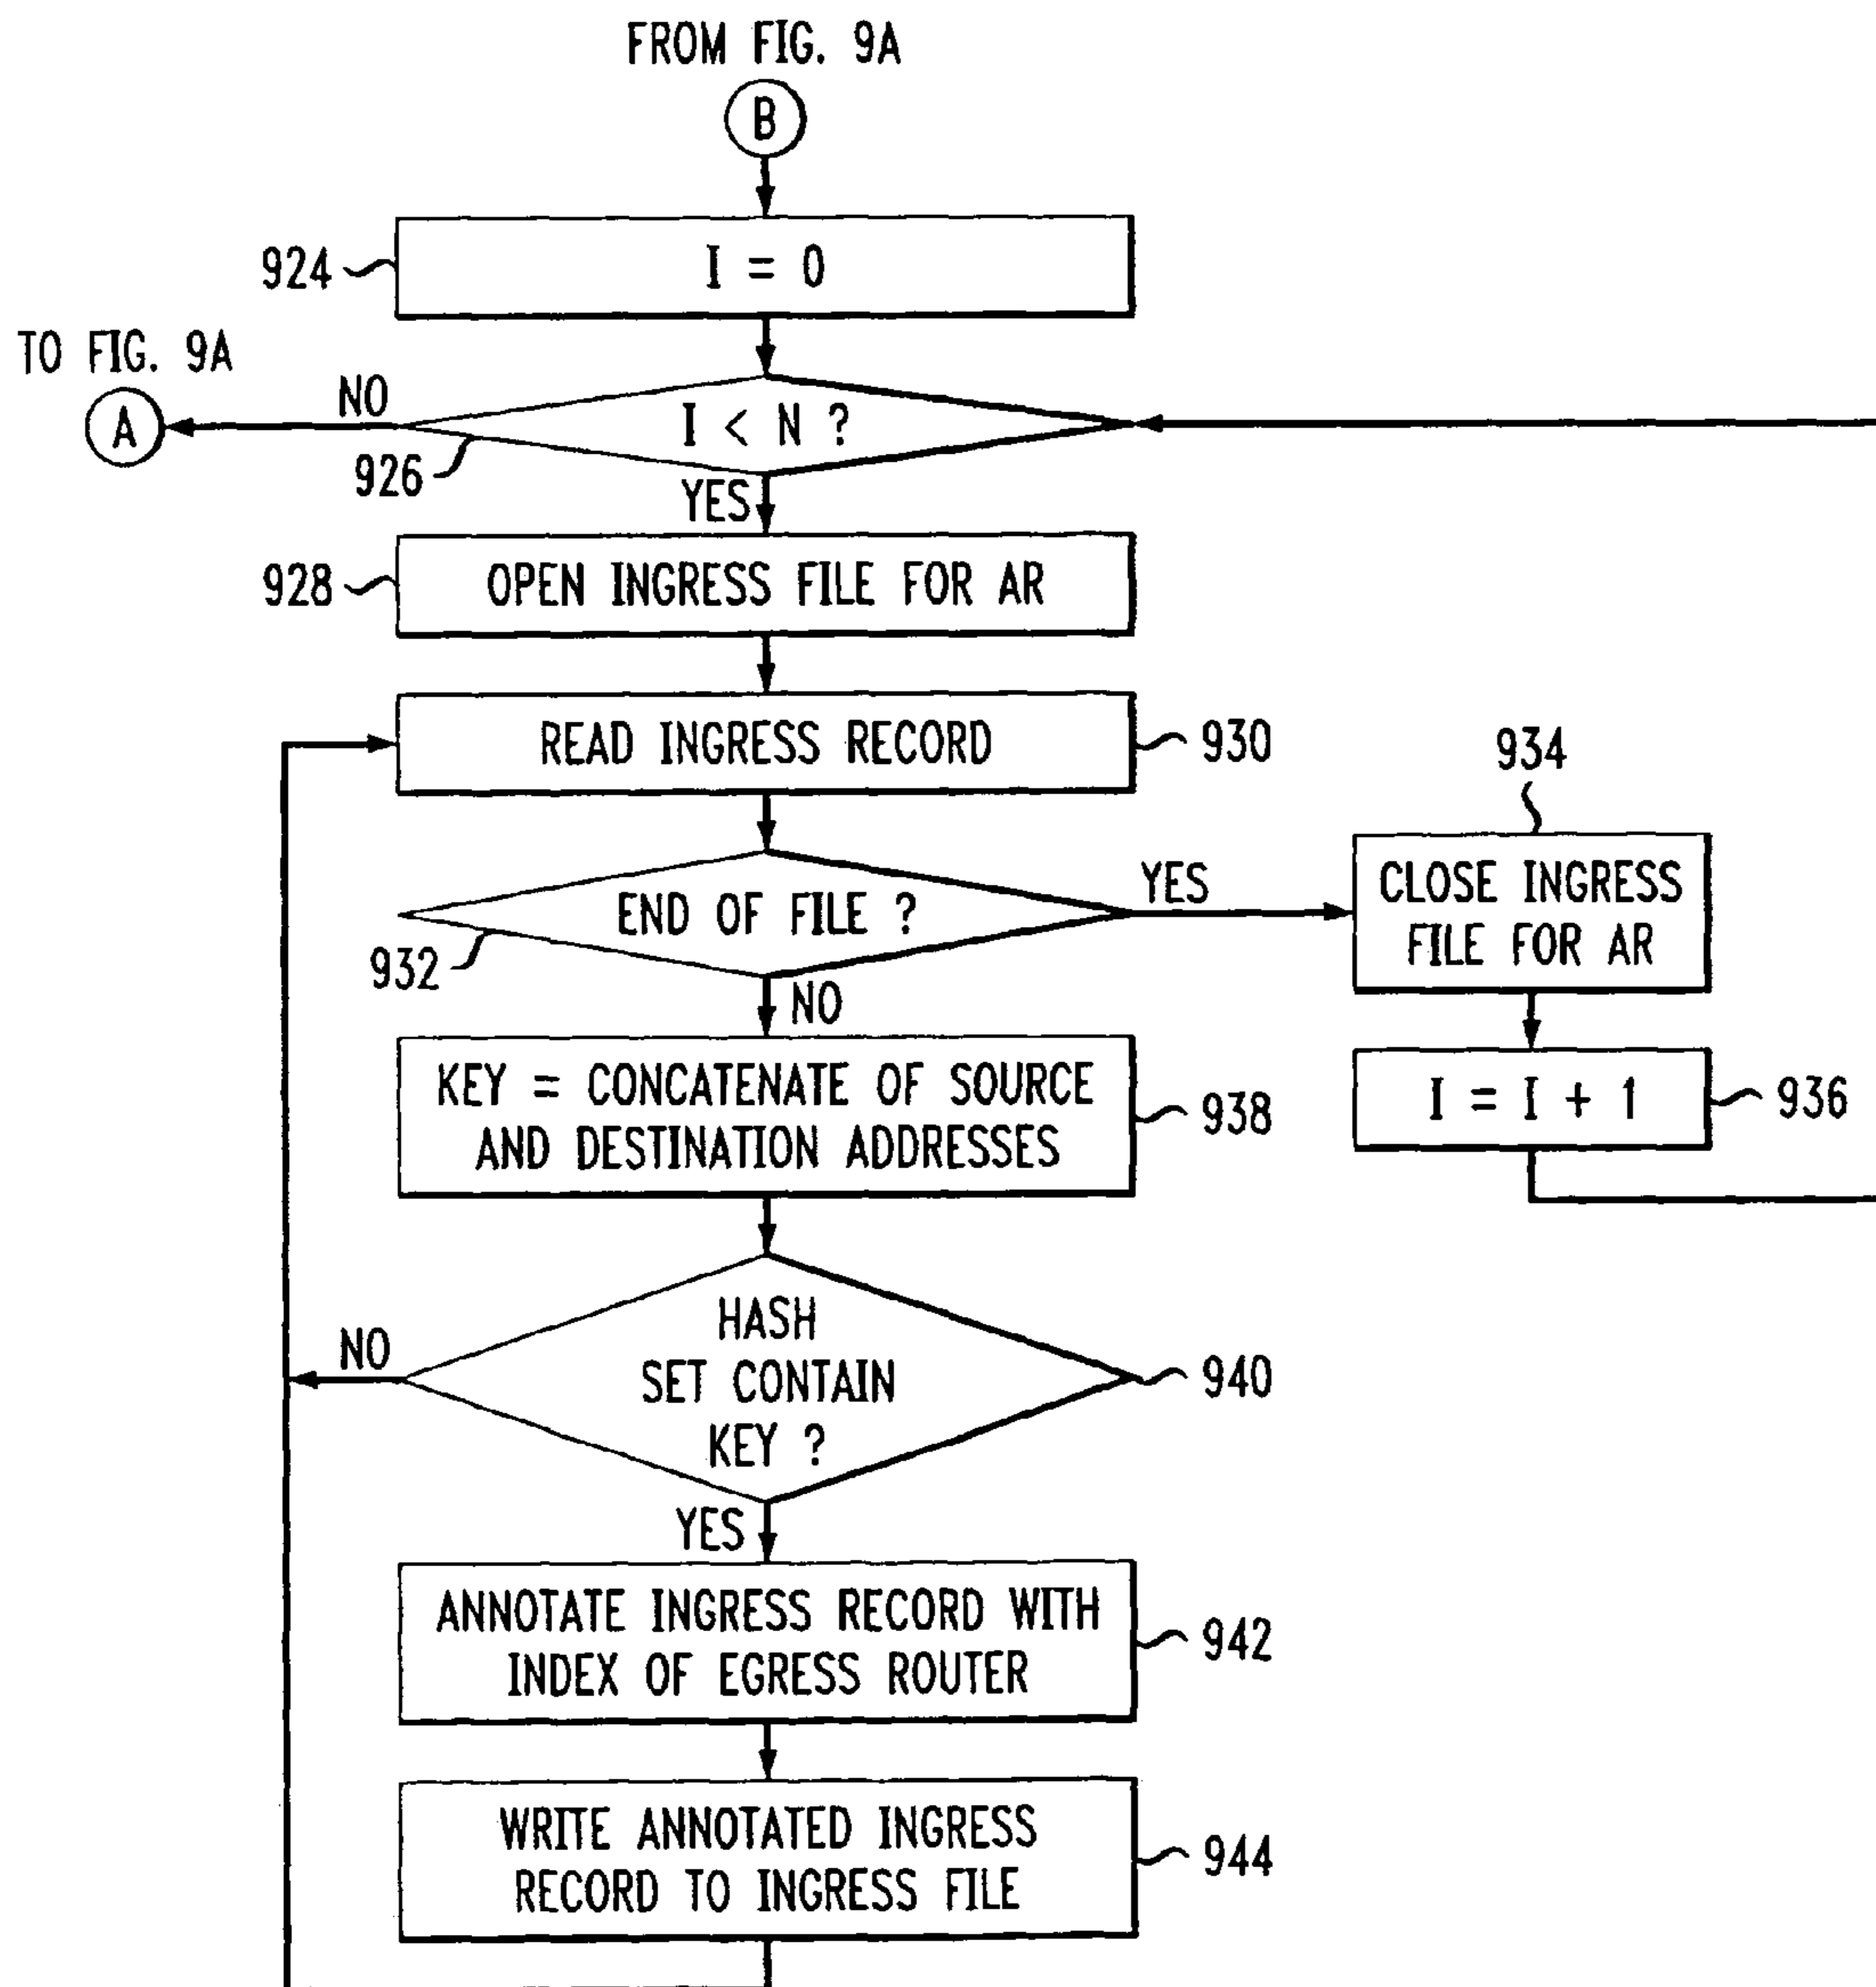 FROM FIG. 9A
B
924
I = 0
TO FIG. 9A
A
NO
I < N ?
926
YES
928
OPEN INGRESS FILE FOR AR
READ INGRESS RECORD
930
934
END OF FILE ?
YES
932
CLOSE INGRESS
FILE FOR AR
NO
KEY = CONCATENATE OF SOURCE
AND DESTINATION ADDRESSES
938
I = I + 1
936
HASH
SET CONTAIN
KEY ?
NO
940
YES
ANNOTATE INGRESS RECORD WITH
INDEX OF EGRESS ROUTER
942
WRITE ANNOTATED INGRESS
RECORD TO INGRESS FILE
944